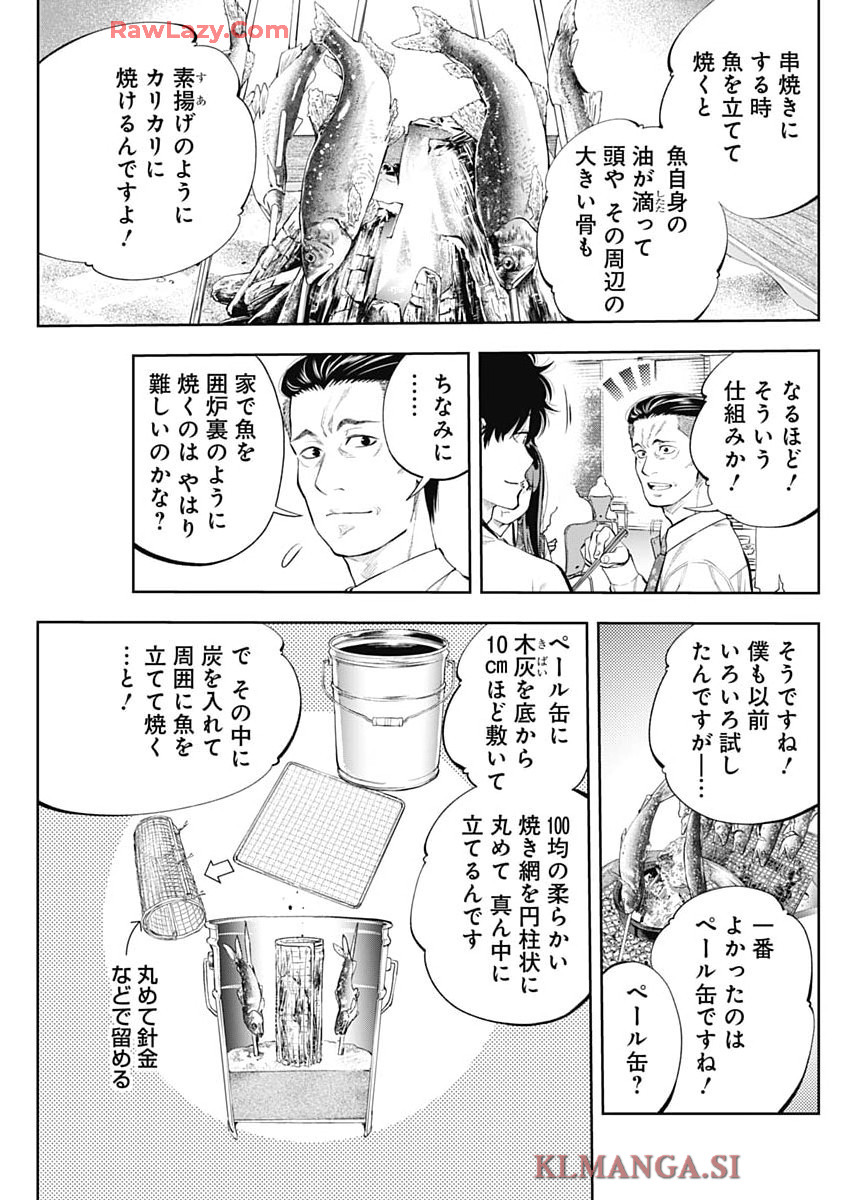 RawLazy.Com
串焼きに
する時
魚を立てて
焼くと
魚自身の
油が滴って
したた
頭や その周辺の
大きい骨も
素揚げのように
すあ
カリカリに
焼けるんですよ！
なるほど！
そういう
仕組みか！
ちなみに
……
家で魚を
囲炉裏のように
焼くのは やはり
難しいのかな？
そうですね！
僕も以前
いろいろ試し
たんですが―…
一番
よかったのは
ペール缶ですね！
ペール缶？
ペール缶に
木灰を底から
きばい
10cmほど敷いて
100均の柔らかい
焼き網を円柱状に
丸めて 真ん中に
立てるんです
で その中に
炭を入れて
周囲に魚を
立てて焼く
…と！
丸めて針金
などで留める
KLMANGA.SI